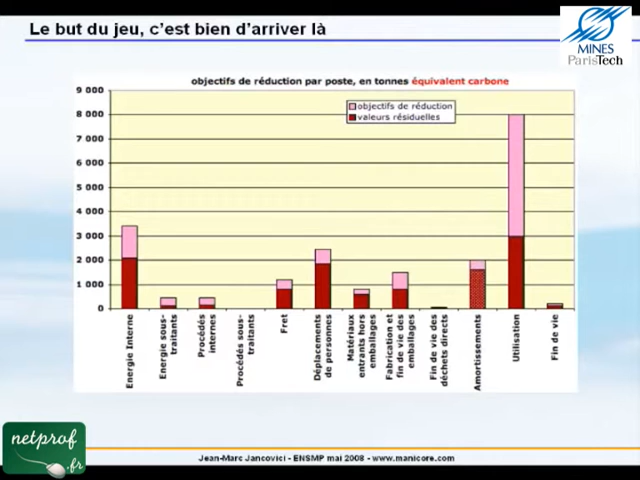 Le but du jeu, c'est bien d'arriver là
MINES
ParisTech
objectifs de réduction par poste, en tonnes équivalent carbone
objectifs de réduction
valeurs résiduelles
9 000
8 000
7 000
6 000
5 000
4 000
3 000
2 000
1 000
0
Energie Interne
Energie sous-
traitants
Procédés
internes
Procédés sous-
traitants
Fret
Déplacements
de personnes
Matériaux
entrants hors
emballages
Fabrication et
fin de vie des
emballages
Fin de vie des
déchets directs
Amortissements
Utilisation
Fin de vie
netprof
.fr
Jean-Marc Jancovici - ENSMP mai 2008 - www.manicore.com